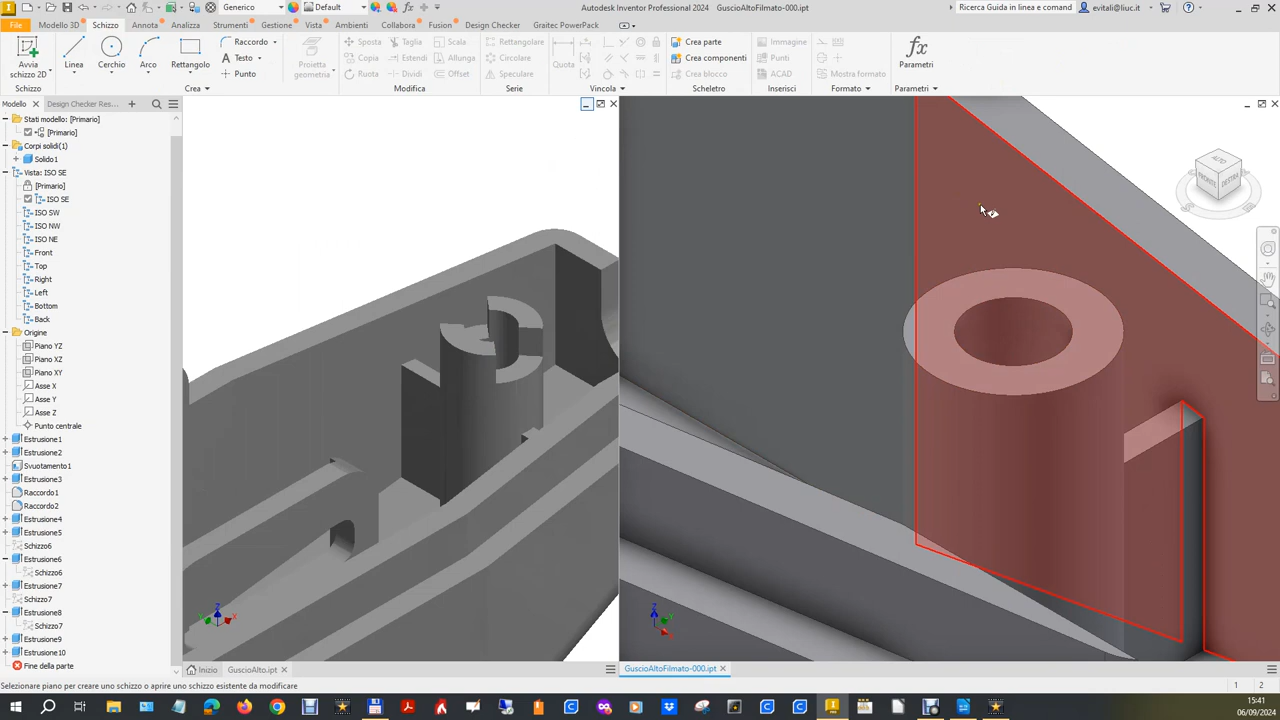 Generico
Default
Autodesk Inventor Professional 2024 GuscioAltoFilmato-000.ipt
Ricerca Guida in linea e comand
evitali@liuc.it
File
Modello 3D
Schizzo
Annota
Analizza
Strumenti
Gestione
Vista
Ambienti
Collabora
Fusion
Design Checker
Graitec PowerPack
Avvia
schizzo 2D
Linea
Cerchio
Arco
Rettangolo
Raccordo
Testo
Punto
Proietta
geometria
Sposta
Copia
Ruota
Taglia
Estendi
Dividi
Scala
Stira
Offset
Rettangolare
Circolare
Speculare
Quota
Crea parte
Crea componenti
Crea blocco
Immagine
Punti
ACAD
Mostra formato
Parametri
Schizzo
Crea
Modifica
Serie
Vincola
Scheletro
Inserisci
Formato
Parametri
Modello
Design Checker Res...
Stati modello: [Primario]
[Primario]
Corpi solidi(1)
Solido1
Vista: ISO SE
[Primario]
ISO SE
ISO SW
ISO NW
ISO NE
Front
Top
Right
Left
Bottom
Back
Origine
Piano YZ
Piano XZ
Piano XY
Asse X
Asse Y
Asse Z
Punto centrale
Estrusione1
Estrusione2
Svuotamento1
Estrusione3
Raccordo1
Raccordo2
Estrusione4
Estrusione5
Schizzo6
Estrusione6
Schizzo6
Estrusione7
Schizzo7
Estrusione8
Schizzo7
Estrusione9
Estrusione10
Fine della parte
ALTO
FRONTE
DESTRA
Z
Y
X
Z
Y
X
Inizio
GuscioAlto.ipt
GuscioAltoFilmato-000.ipt
Selezionare piano per creare uno schizzo o aprire uno schizzo esistente da modificare
1
2
15:41
06/09/2024